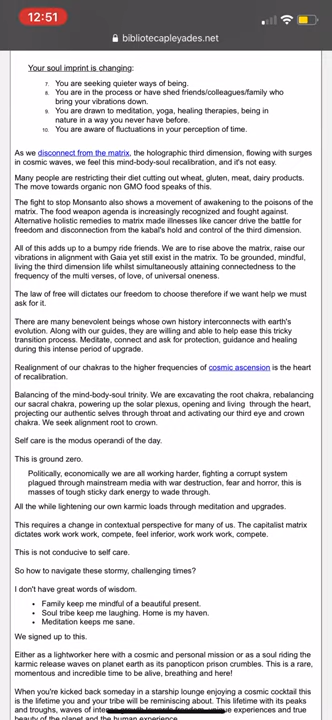 12:51
bibliotecapleyades.net
Your soul imprint is changing:
7. You are seeking quieter ways of being.
8. You are in the process or have shed friends/colleagues/family who
bring your vibrations down.
9. You are drawn to meditation, yoga, healing therapies, being in
nature in a way you never have before.
10. You are aware of fluctuations in your perception of time.
As we disconnect from the matrix, the holographic third dimension, flowing with surges
in cosmic waves, we feel this mind-body-soul recalibration, and it's not easy.
Many people are restricting their diet cutting out wheat, gluten, meat, dairy products.
The move towards organic non GMO food speaks of this.
The fight to stop Monsanto also shows a movement of awakening to the poisons of the
matrix. The food weapon agenda is increasingly recognized and fought against.
Alternative holistic remedies to matrix made illnesses like cancer drive the battle for
freedom and disconnection from the kabal's hold and control of the third dimension.
All of this adds up to a bumpy ride friends. We are to rise above the matrix, raise our
vibrations in alignment with Gaia yet still exist in the matrix. To be grounded, mindful,
living the third dimension life whilst simultaneously attaining connectedness to the
frequency of the multi verses, of love, of universal oneness.
The law of free will dictates our freedom to choose therefore if we want help we must
ask for it.
There are many benevolent beings whose own history interconnects with earth's
evolution. Along with our guides, they are willing and able to help ease this tricky
transition process. Meditate, connect and ask for protection, guidance and healing
during this intense period of upgrade.
Realignment of our chakras to the higher frequencies of cosmic ascension is the heart
of recalibration.
Balancing of the mind-body-soul trinity. We are excavating the root chakra, rebalancing
our sacral chakra, powering up the solar plexus, opening and living through the heart,
projecting our authentic selves through throat and activating our third eye and crown
chakra. We seek alignment root to crown.
Self care is the modus operandi of the day.
This is ground zero.
Politically, economically we are all working harder, fighting a corrupt system
plagued through mainstream media with war destruction, fear and horror, this is
masses of tough sticky dark energy to wade through.
All the while lightening our own karmic loads through meditation and upgrades.
This requires a change in contextual perspective for many of us. The capitalist matrix
dictates work work work, compete, feel inferior, work work work, compete.
This is not conducive to self care.
So how to navigate these stormy, challenging times?
I don't have great words of wisdom.
• Family keep me mindful of a beautiful present.
• Soul tribe keep me laughing. Home is my haven.
• Meditation keeps me sane.
We signed up to this.
Either as a lightworker here with a cosmic and personal mission or as a soul riding the
karmic release waves on planet earth as its panopticon prison crumbles. This is a rare,
momentous and incredible time to be alive, breathing and here!
When you're kicked back someday in a starship lounge enjoying a cosmic cocktail this
is the lifetime you and your tribe will be reminiscing about. This lifetime with its peaks
and troughs, waves of intense growth towards freedom, unique experiences and true
beauty of the planet and the human experience.